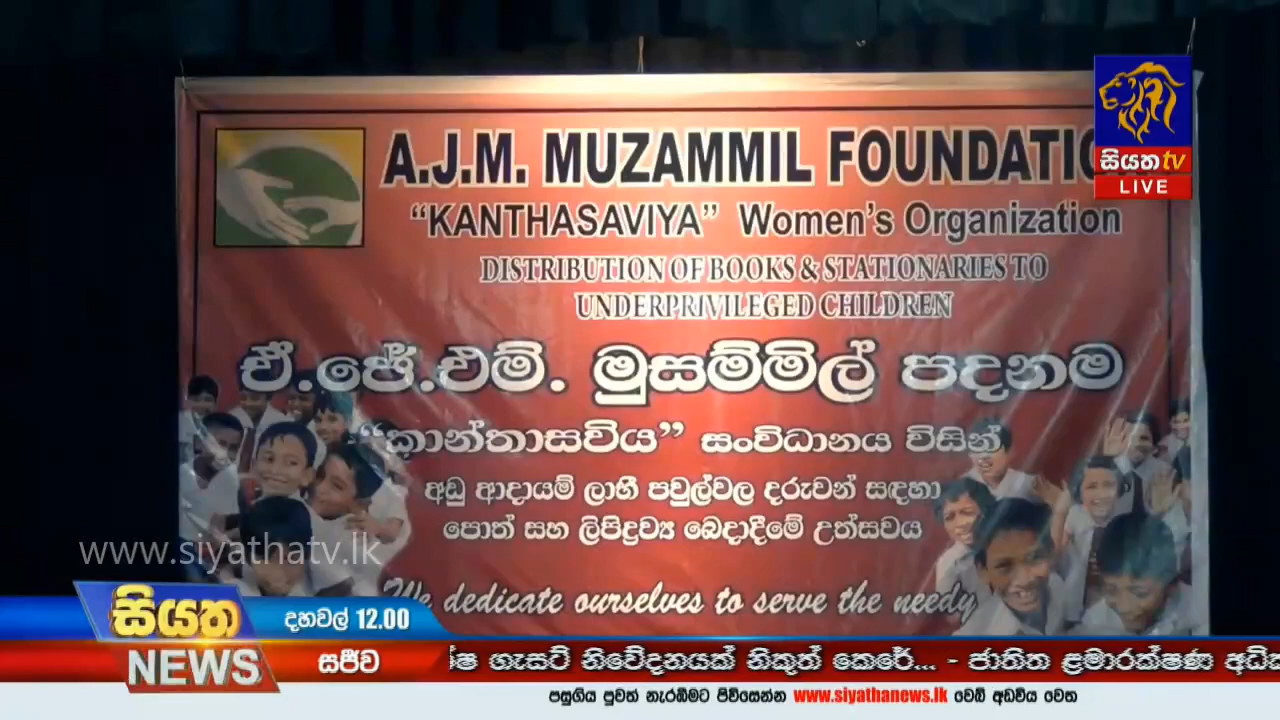 A.J.M. MUZAMMIL FOUNDATIO
"KANTHASAVIYA" Women's Organization
DISTRIBUTION OF BOOKS & STATIONARIES TO
UNDERPRIVILEGED CHILDREN
ඒ.ජේ.එම්. මුසම්මිල් පදනම
"කාන්තාසවිය" සංවිධානය විසින්
අඩු ආදායම් ලාභී පවුල්වල දරුවන් සඳහා
පොත් සහ ලිපිද්‍රව්‍ය බෙදාදීමේ උත්සවය
We dedicate ourselves to serve the needy
සියත tv
LIVE
www.siyathatv.lk
සියත
NEWS
දහවල් 12.00
සජීව
ගැසට් නිවේදනයක් නිකුත් කෙරේ... - ජාතික ළමාරක්ෂණ
පසුගිය පුවත් නැරඹීමට පිවිසෙන්න www.siyathanews.lk වෙබ් අඩවිය වෙත